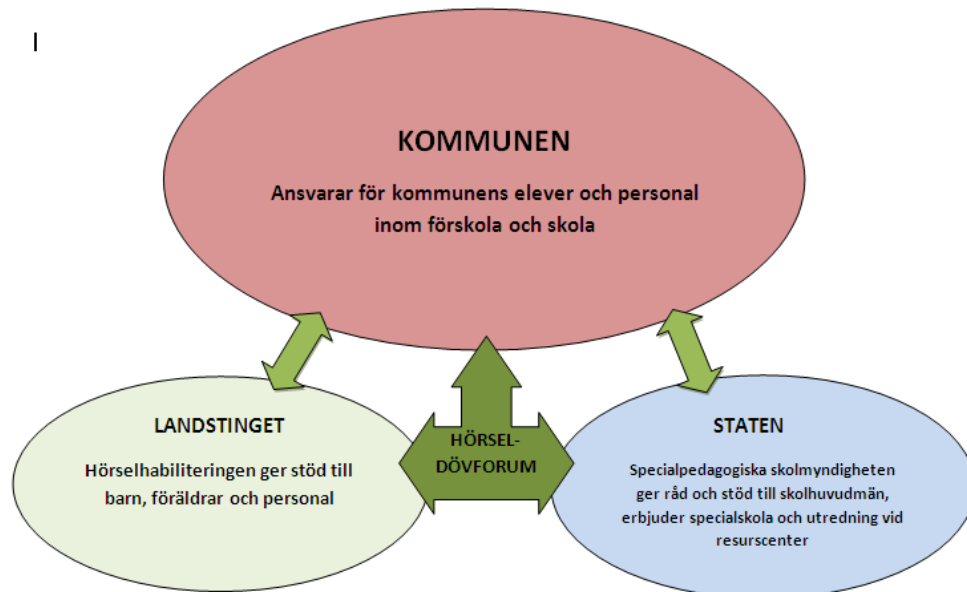 I
KOMMUNEN
Ansvarar för kommunens elever och personal
inom förskola och skola
LANDSTINGET
Hörselhabiliteringen ger stöd till
barn, föräldrar och personal
HÖRSEL-
DÖVFORUM
STATEN
Specialpedagogiska skolmyndigheten
ger råd och stöd till skolhuvudmän,
erbjuder specialskola och utredning vid
resurscenter